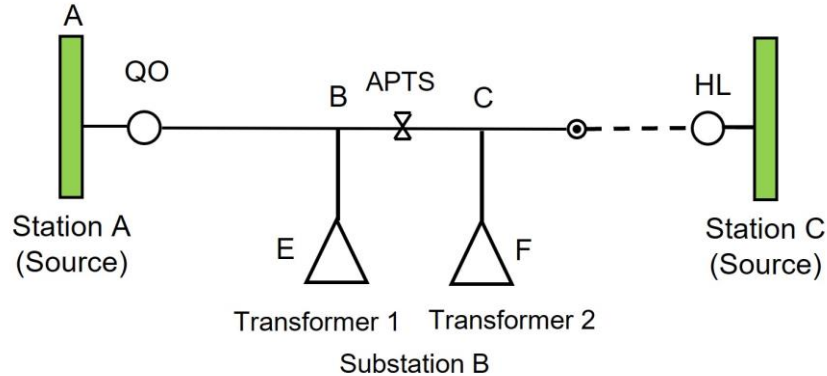 A
QO
B
APTS
C
HL
Station A
(Source)
E
F
Station C
(Source)
Transformer 1
Transformer 2
Substation B